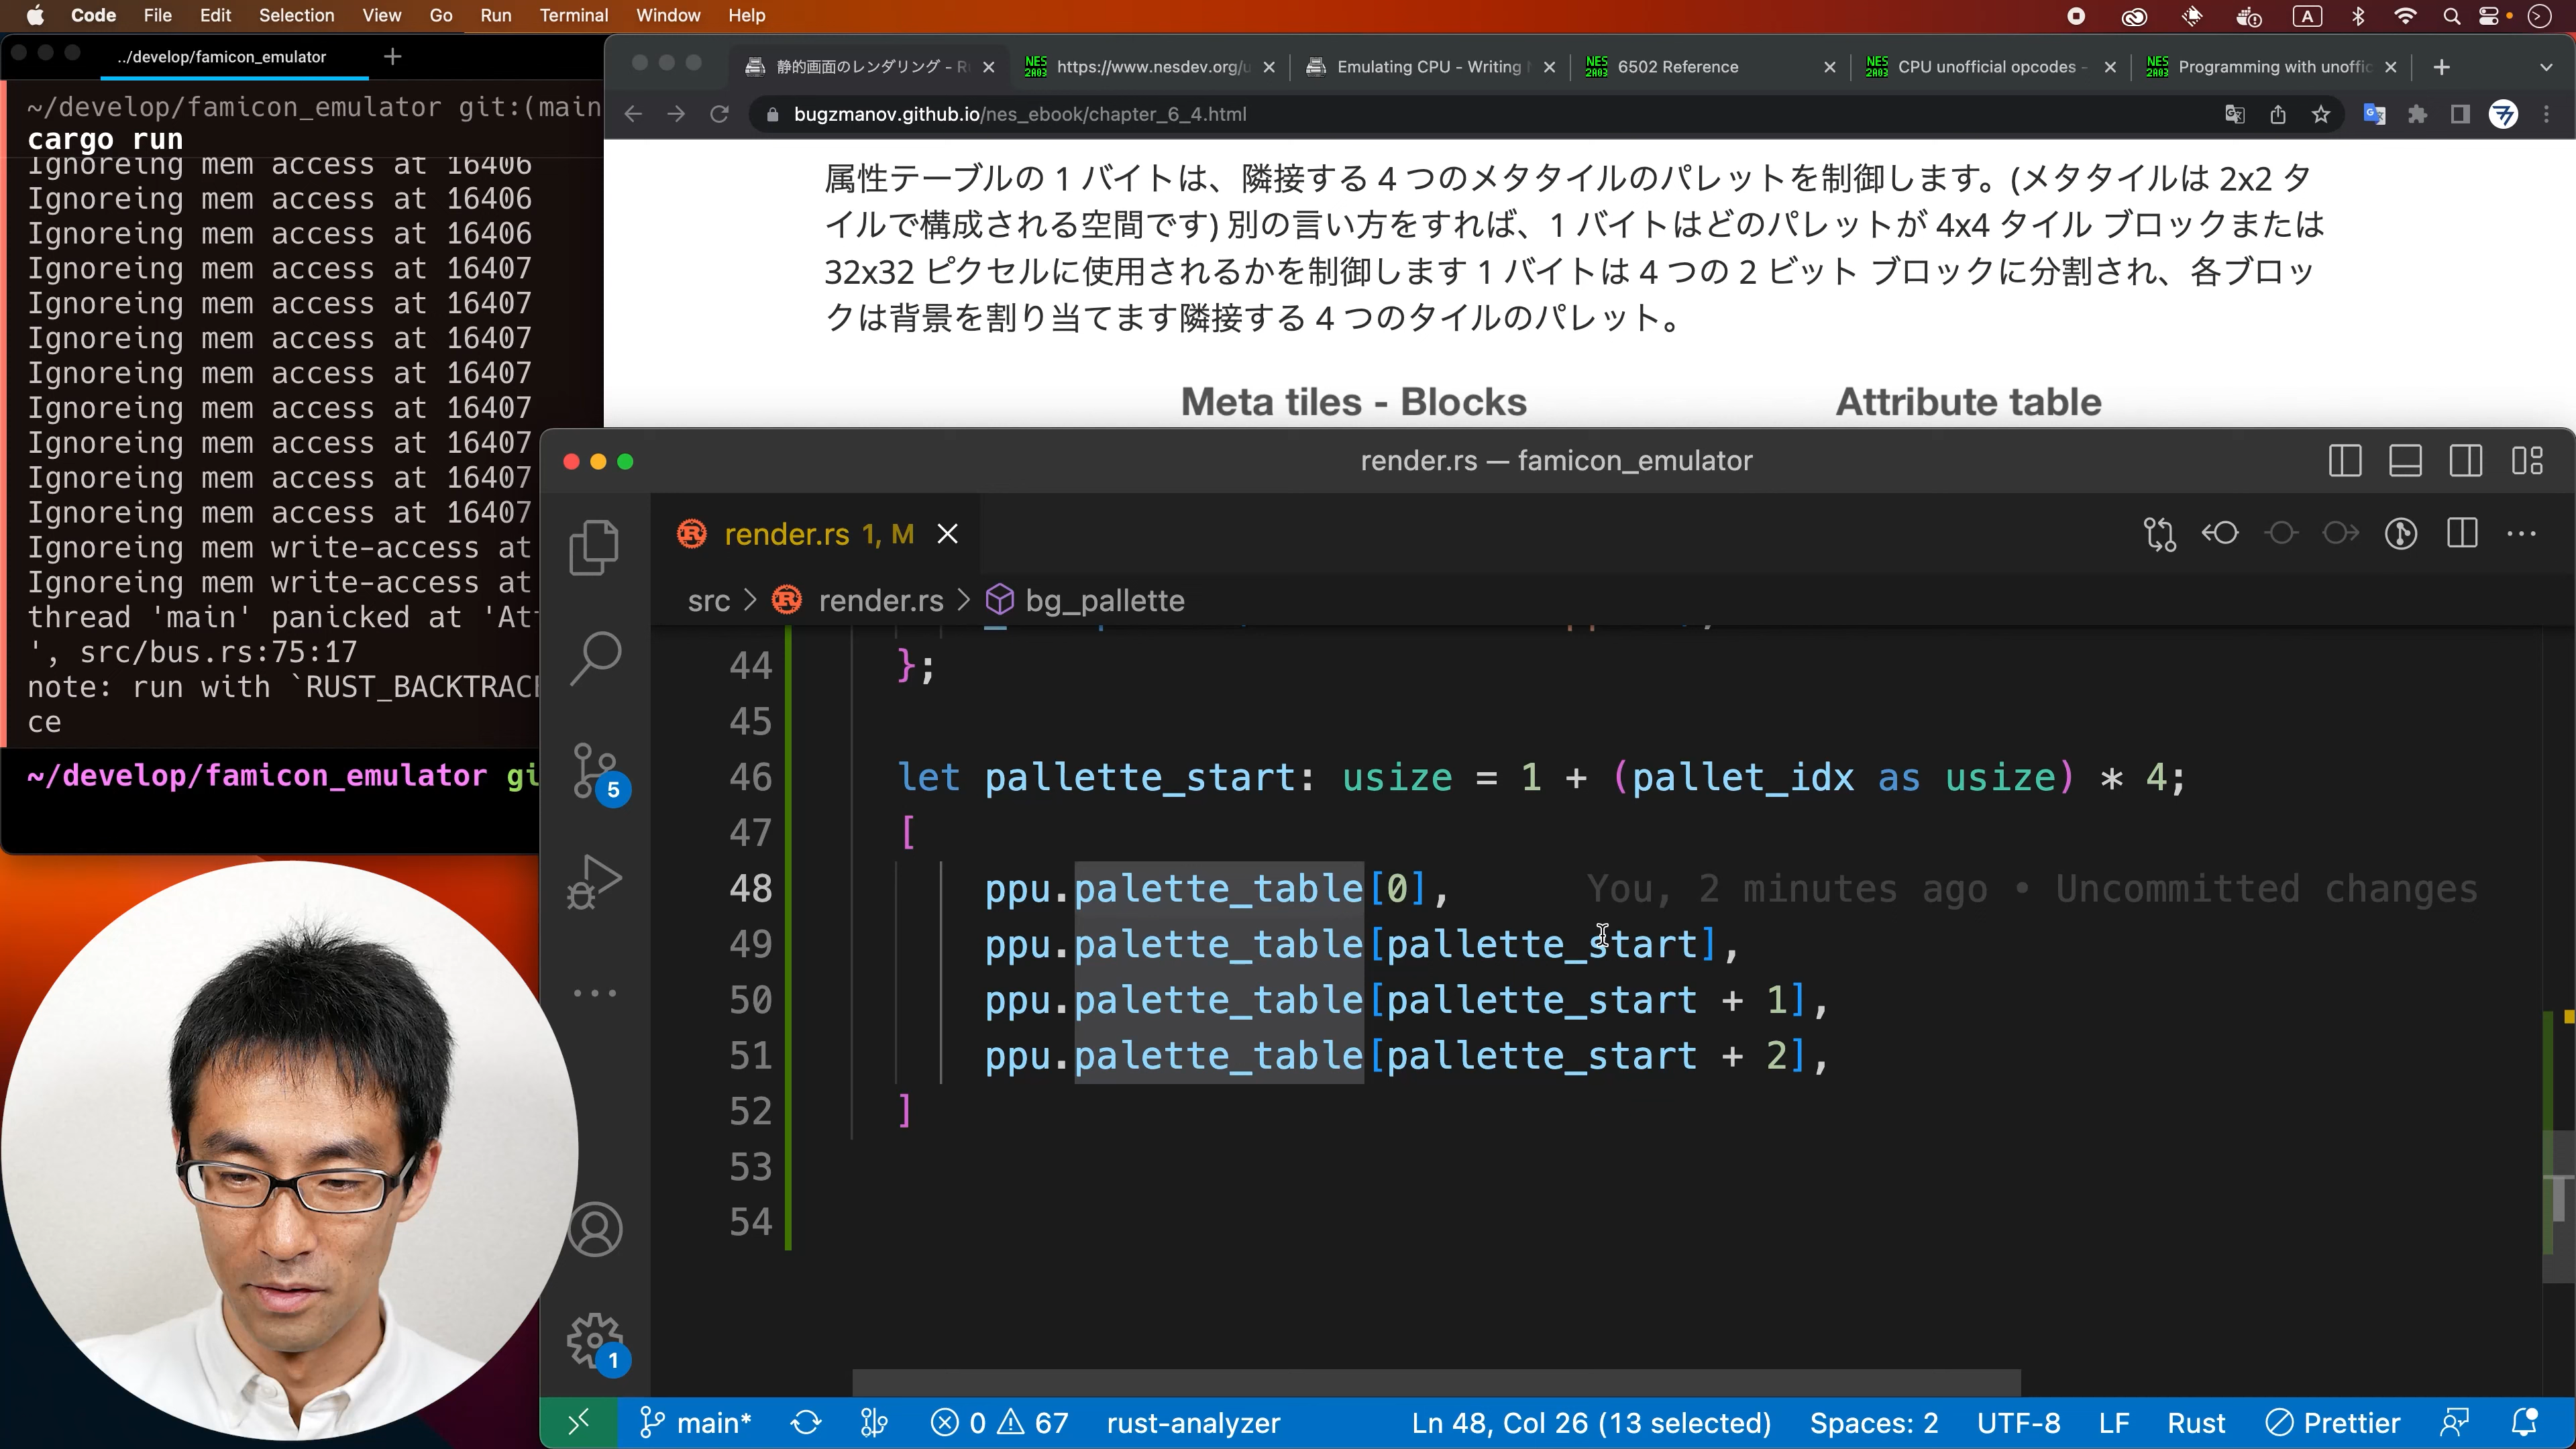 Code File Edit Selection View Go Run Terminal Window Help
../develop/famicon_emulator
~/develop/famicon_emulator git:(main
cargo run
Ignoreing mem access at 16406
Ignoreing mem access at 16406
Ignoreing mem access at 16406
Ignoreing mem access at 16407
Ignoreing mem access at 16407
Ignoreing mem access at 16407
Ignoreing mem access at 16407
Ignoreing mem access at 16407
Ignoreing mem access at 16407
Ignoreing mem access at 16407
Ignoreing mem access at 16407
Ignoreing mem write-access at
Ignoreing mem write-access at
thread 'main' panicked at 'Att
', src/bus.rs:75:17
note: run with `RUST_BACKTRACE
ce
~/develop/famicon_emulator gi
静的画面のレンダリング - R
https://www.nesdev.org/
Emulating CPU - Writing
6502 Reference
CPU unofficial opcodes -
Programming with unoffic
bugzmanov.github.io/nes_ebook/chapter_6_4.html
属性テーブルの 1 バイトは、隣接する 4 つのメタタイルのパレットを制御します。(メタタイルは 2x2 タ
イルで構成される空間です) 別の言い方をすれば、1 バイトはどのパレットが 4x4 タイル ブロックまたは
32x32 ピクセルに使用されるかを制御します 1 バイトは 4 つの 2 ビット ブロックに分割され、各ブロッ
クは背景を割り当てます隣接する 4 つのタイルのパレット。
Meta tiles - Blocks
Attribute table
render.rs — famicon_emulator
render.rs 1, M
src > render.rs > bg_pallette
44 };
45
46 let pallette_start: usize = 1 + (pallet_idx as usize) * 4;
47 [
48 ppu.palette_table[0], You, 2 minutes ago • Uncommitted changes
49 ppu.palette_table[pallette_start],
50 ppu.palette_table[pallette_start + 1],
51 ppu.palette_table[pallette_start + 2],
52 ]
53
54
5
1
main* 0 67 rust-analyzer Ln 48, Col 26 (13 selected) Spaces: 2 UTF-8 LF Rust Prettier